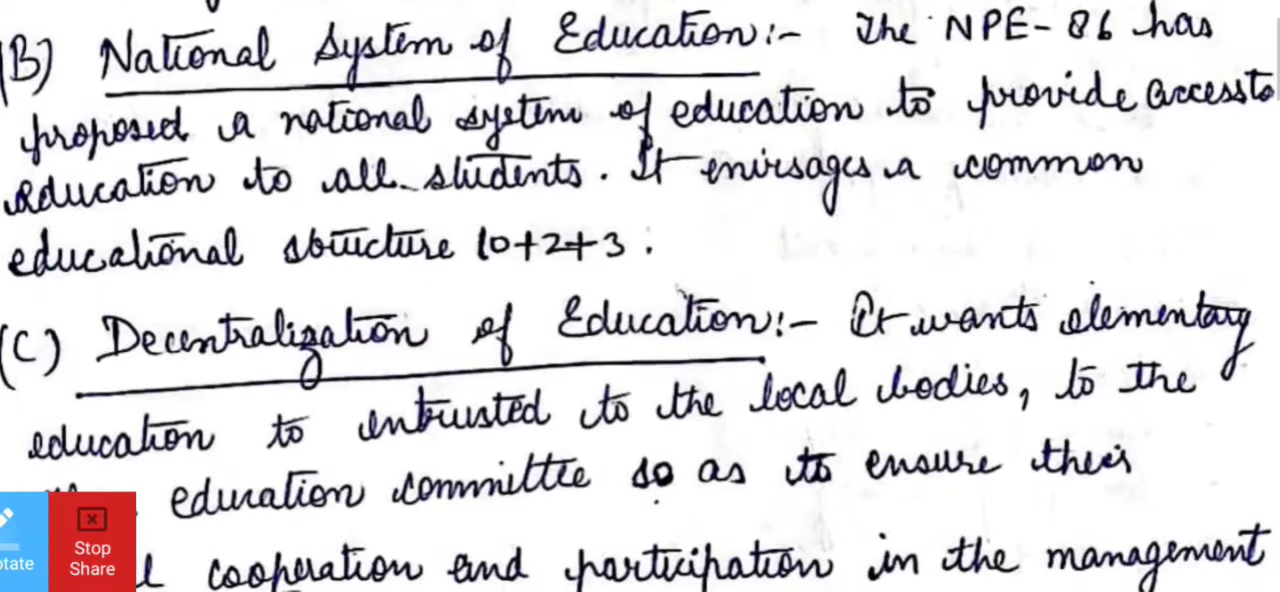 (B) National System of Education:- The NPE-86 has
proposed a national system of education to provide access to
education to all students. It envisages a common
educational structure 10+2+3.
(C) Decentralization of Education:- It wants elementary
education to entrusted to the local bodies, to the
education committee so as to ensure their
cooperation and participation in the management
otate
Stop
Share